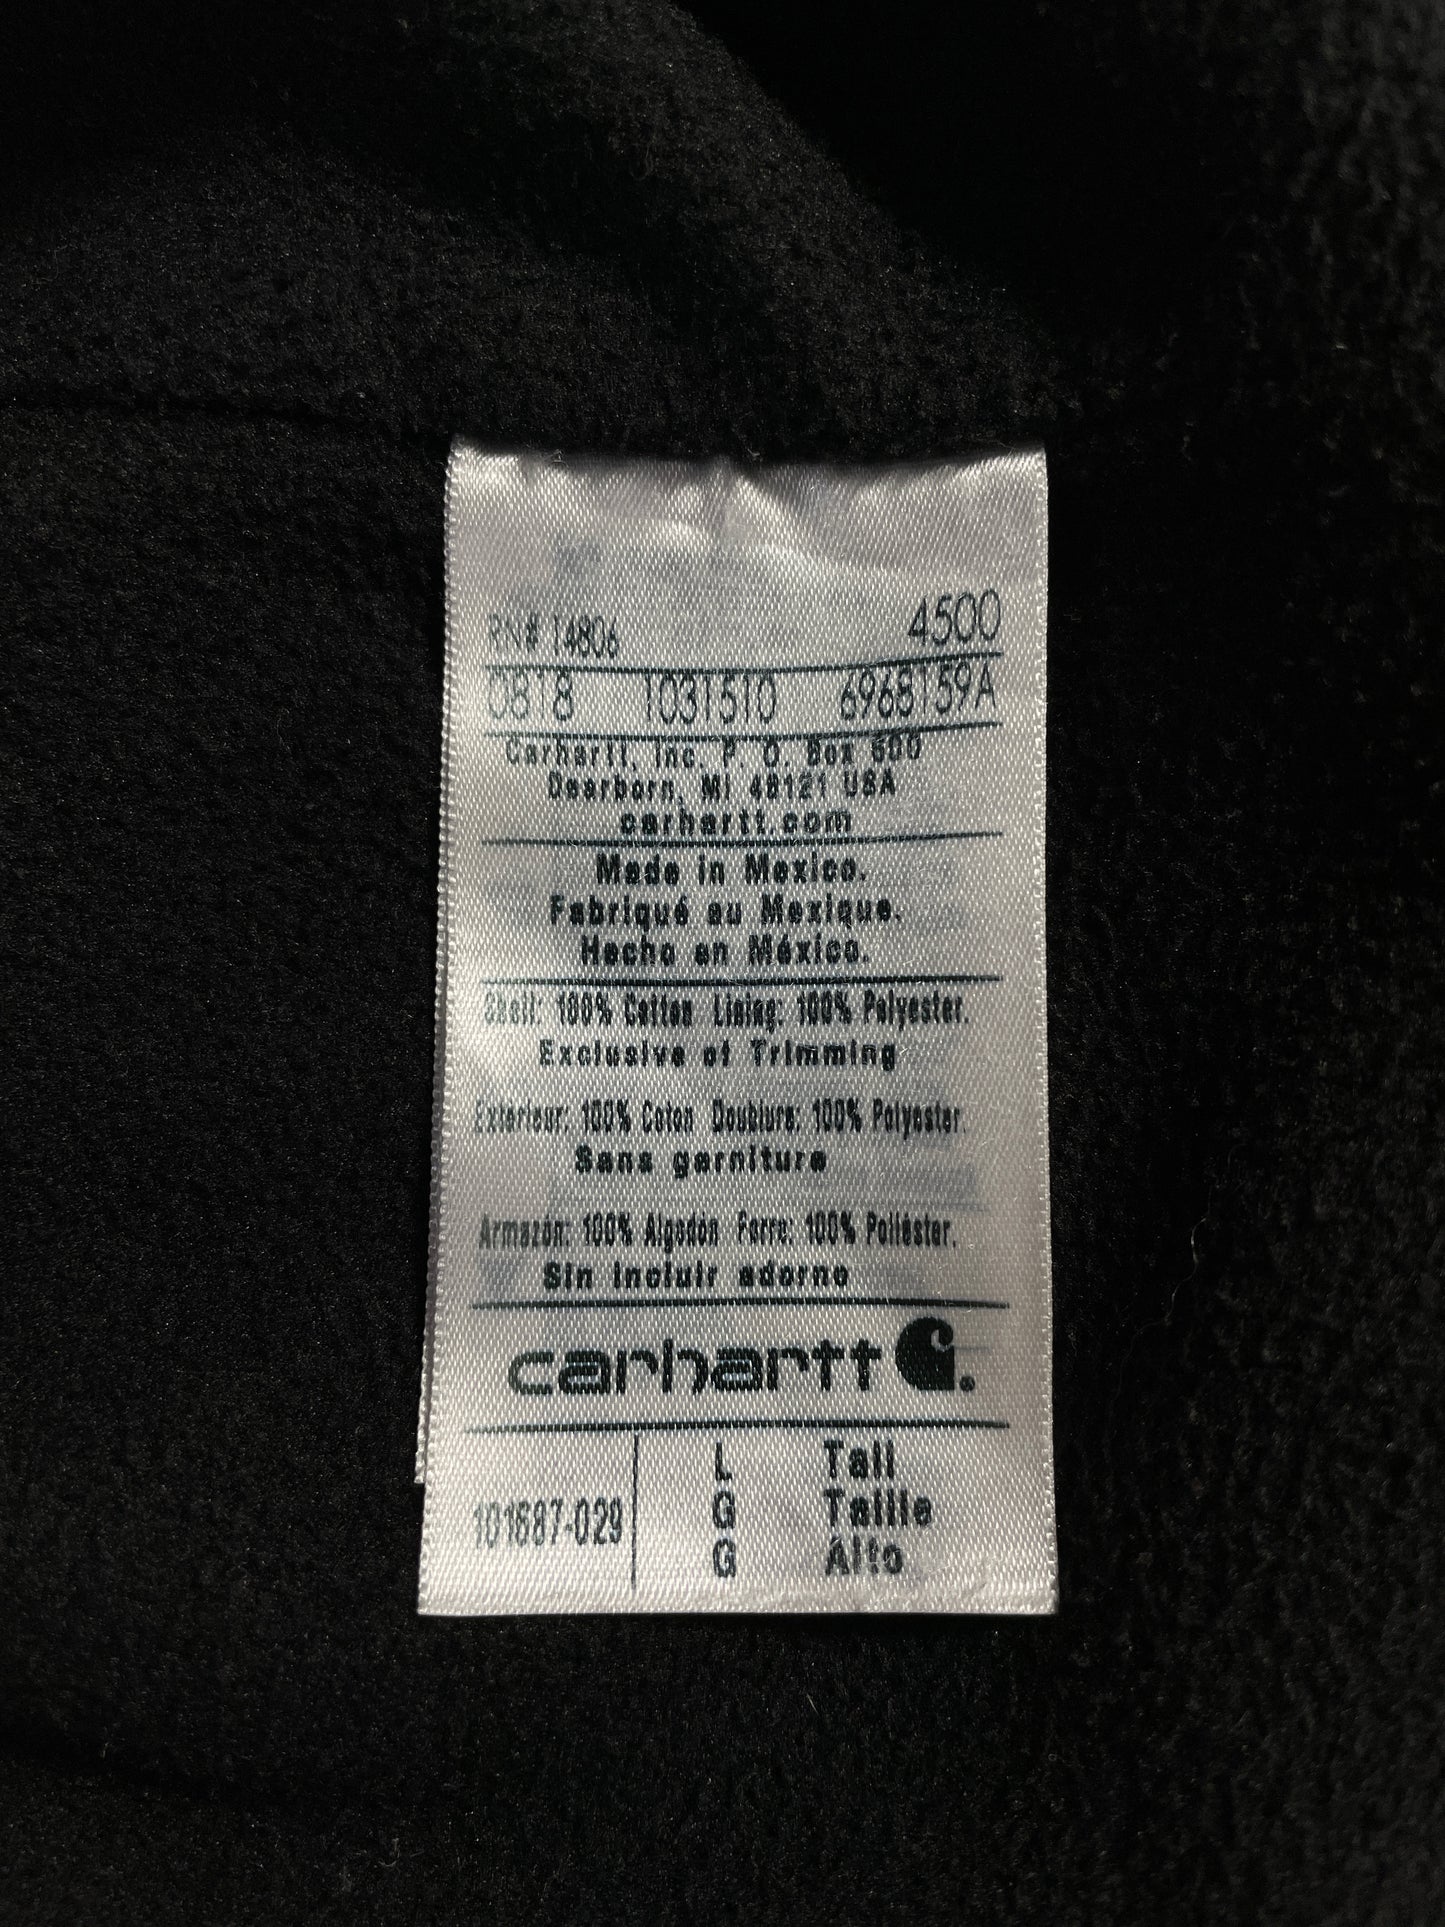 RN# 14806 4500
0818 1031510 6968159A
Carhartt, Inc. P. O. Box 600
Dearborn, MI 48121 USA
carhartt.com
Made in Mexico.
Fabriqué au Mexique.
Hecho en México.
Shell: 100% Cotton Lining: 100% Polyester.
Exclusive of Trimming
Extérieur: 100% Coton Doublure: 100% Polyester.
Sans garniture
Armazón: 100% Algodón Forro: 100% Poliéster.
Sin incluir adorno
carhartt
L Tall
101687-029 G Taille
G Alto